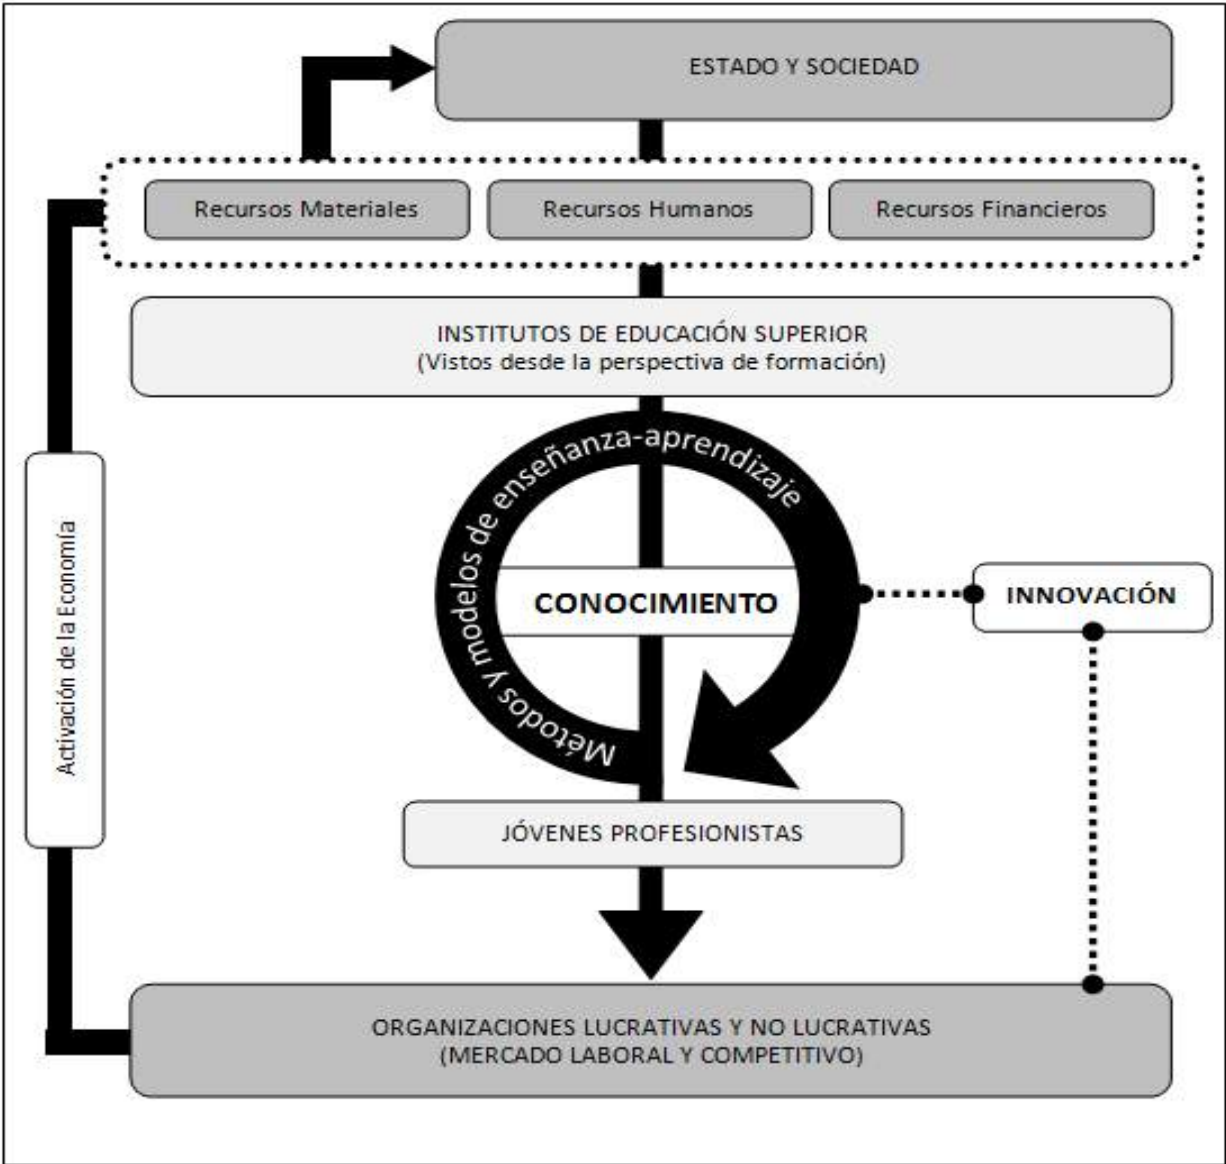 ESTADO Y SOCIEDAD
Recursos Materiales
Recursos Humanos
Recursos Financieros
INSTITUTOS DE EDUCACIÓN SUPERIOR
(Vistos desde la perspectiva de formación)
Métodos y modelos de enseñanza-aprendizaje
CONOCIMIENTO
INNOVACIÓN
Activación de la Economía
JÓVENES PROFESIONISTAS
ORGANIZACIONES LUCRATIVAS Y NO LUCRATIVAS
(MERCADO LABORAL Y COMPETITIVO)